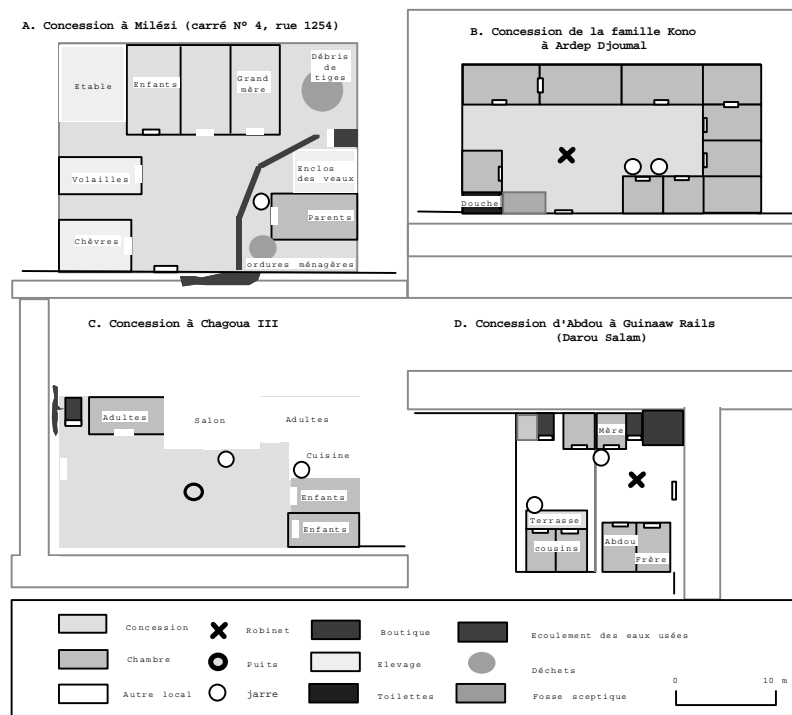 A. Concession à Milézi (carré Nº 4, rue 1254)
Etable
Enfants
Grand
mère
Débris
de
tiges
Volailles
Enclos
des veaux
Parents
Chèvres
ordures ménagères
B. Concession de la famille Kono
à Ardep Djoumal
Douche
C. Concession à Chagoua III
Adultes
Salon
Adultes
Cuisine
Enfants
Enfants
D. Concession d'Abdou à Guinaaw Rails
(Darou Salam)
Mère
Terrasse
cousins
Abdou
Frère
Concession
Robinet
Boutique
Ecoulement des eaux usées
Chambre
Puits
Elevage
Déchets
Autre local
jarre
Toilettes
Fosse sceptique
0 10 m